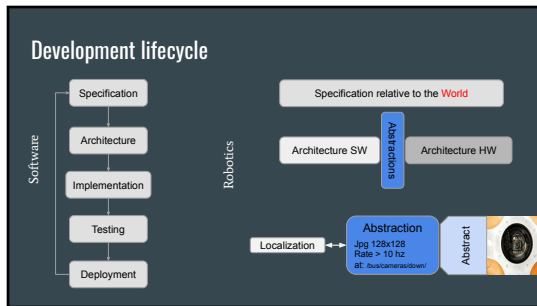 Development lifecycle
Software
Specification
Architecture
Implementation
Testing
Deployment
Robotics
Specification relative to the World
Architecture SW
Abstractions
Architecture HW
Localization
Abstraction
Jpg 128x128
Rate > 10 hz
at: /bus/cameras/down/
Abstract